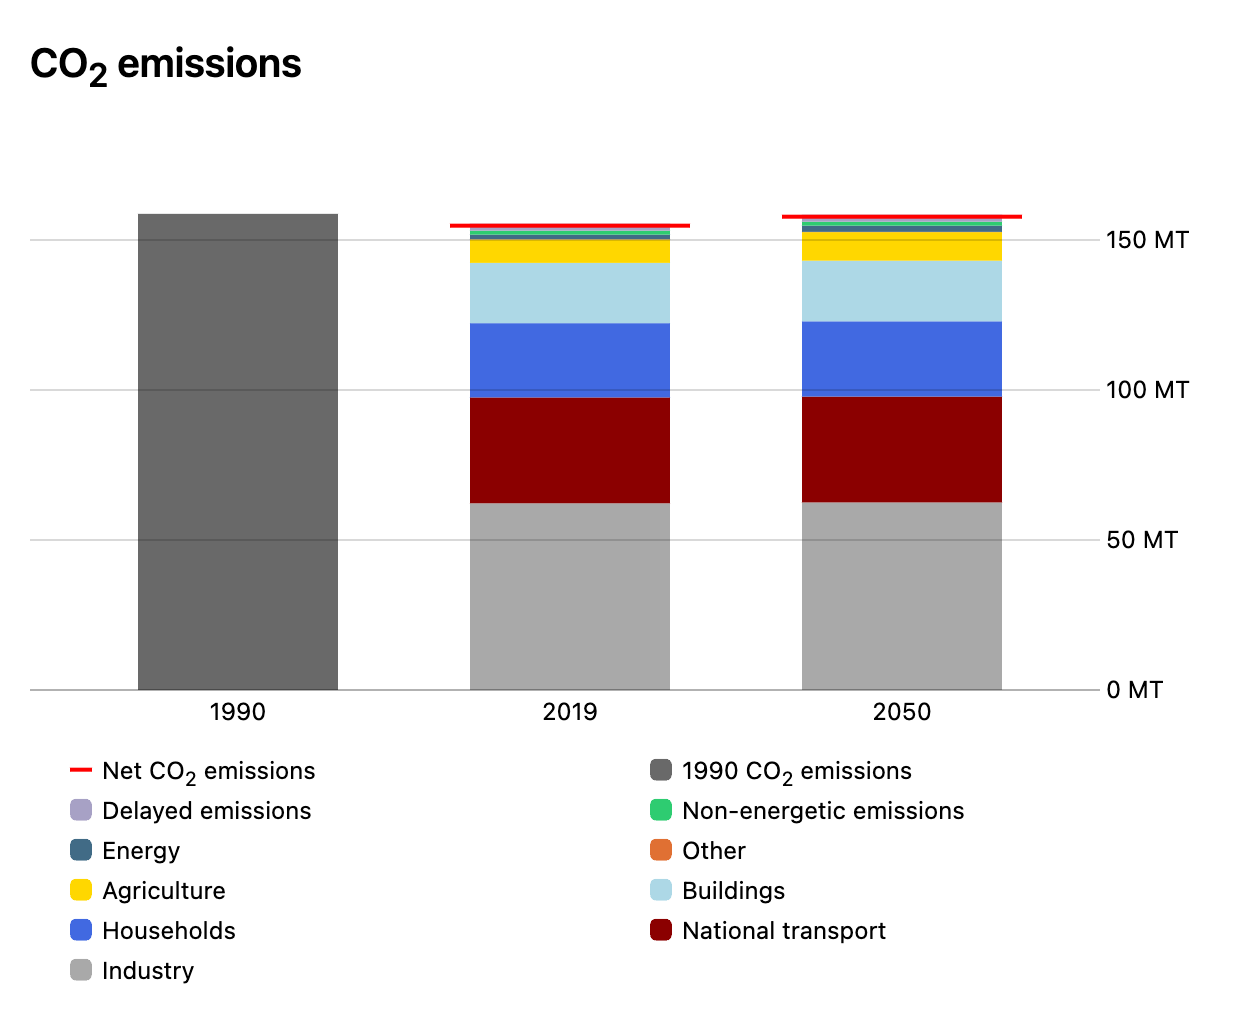 CO₂ emissions
150 MT
100 MT
50 MT
0 MT
1990 2019 2050
Net CO₂ emissions
1990 CO₂ emissions
Delayed emissions
Non-energetic emissions
Energy
Other
Agriculture
Buildings
Households
National transport
Industry